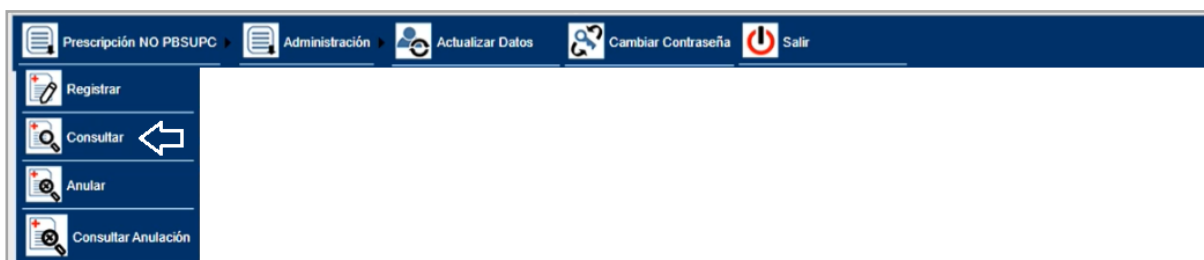 Prescripción NO PBSUPC Administración Actualizar Datos Cambiar Contraseña Salir
Registrar
Consultar
Anular
Consultar Anulación